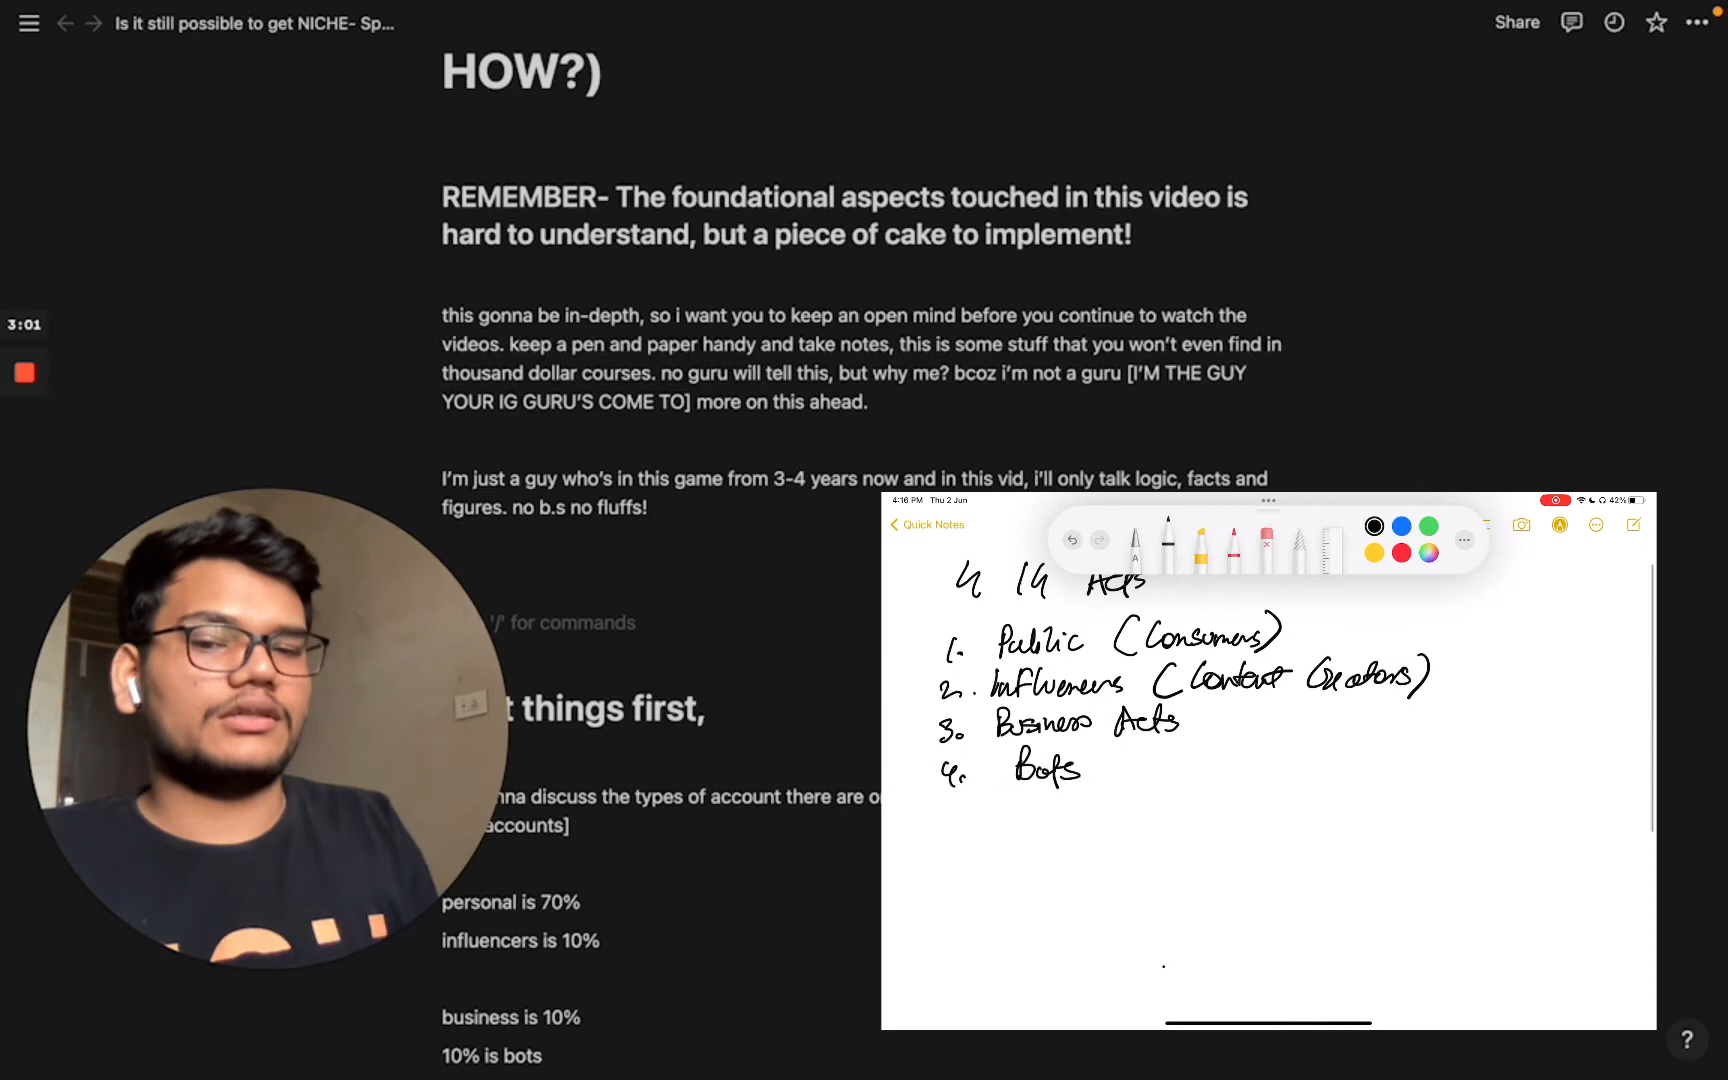 Is it still possible to get NICHE- Sp...
Share
HOW?)
REMEMBER- The foundational aspects touched in this video is
hard to understand, but a piece of cake to implement!
3:01
this gonna be in-depth, so i want you to keep an open mind before you continue to watch the
videos. keep a pen and paper handy and take notes, this is some stuff that you won't even find in
thousand dollar courses. no guru will tell this, but why me? bcoz i'm not a guru [I'M THE GUY
YOUR IG GURU'S COME TO] more on this ahead.
I'm just a guy who's in this game from 3-4 years now and in this vid, i'll only talk logic, facts and
figures. no b.s no fluffs!
'/' for commands
t things first,
nna discuss the types of account there are o
accounts]
personal is 70%
influencers is 10%
business is 10%
10% is bots
4:16 PM Thu 2 Jun
42%
Quick Notes
A
4 IG Acts
1. Public (Consumers)
2. Influencers (Content Creators)
3. Business Acts
4. Bots
?